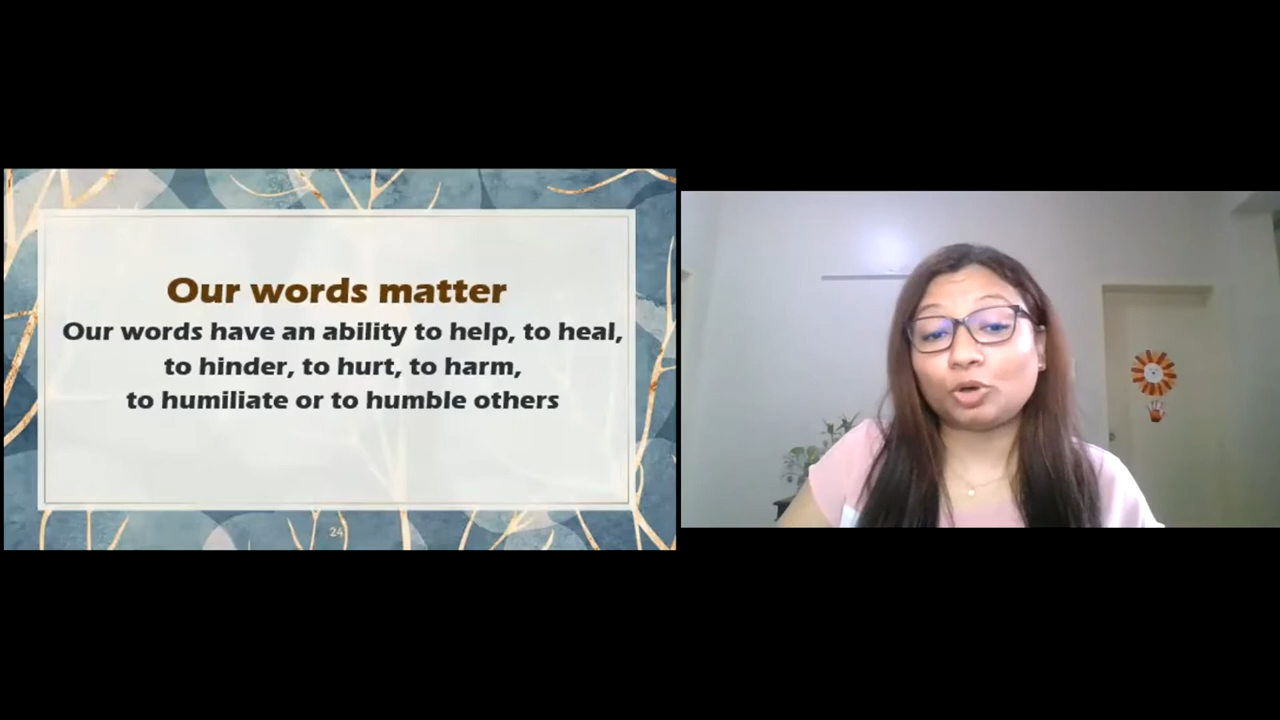 Our words matter
Our words have an ability to help, to heal,
to hinder, to hurt, to harm,
to humiliate or to humble others
24